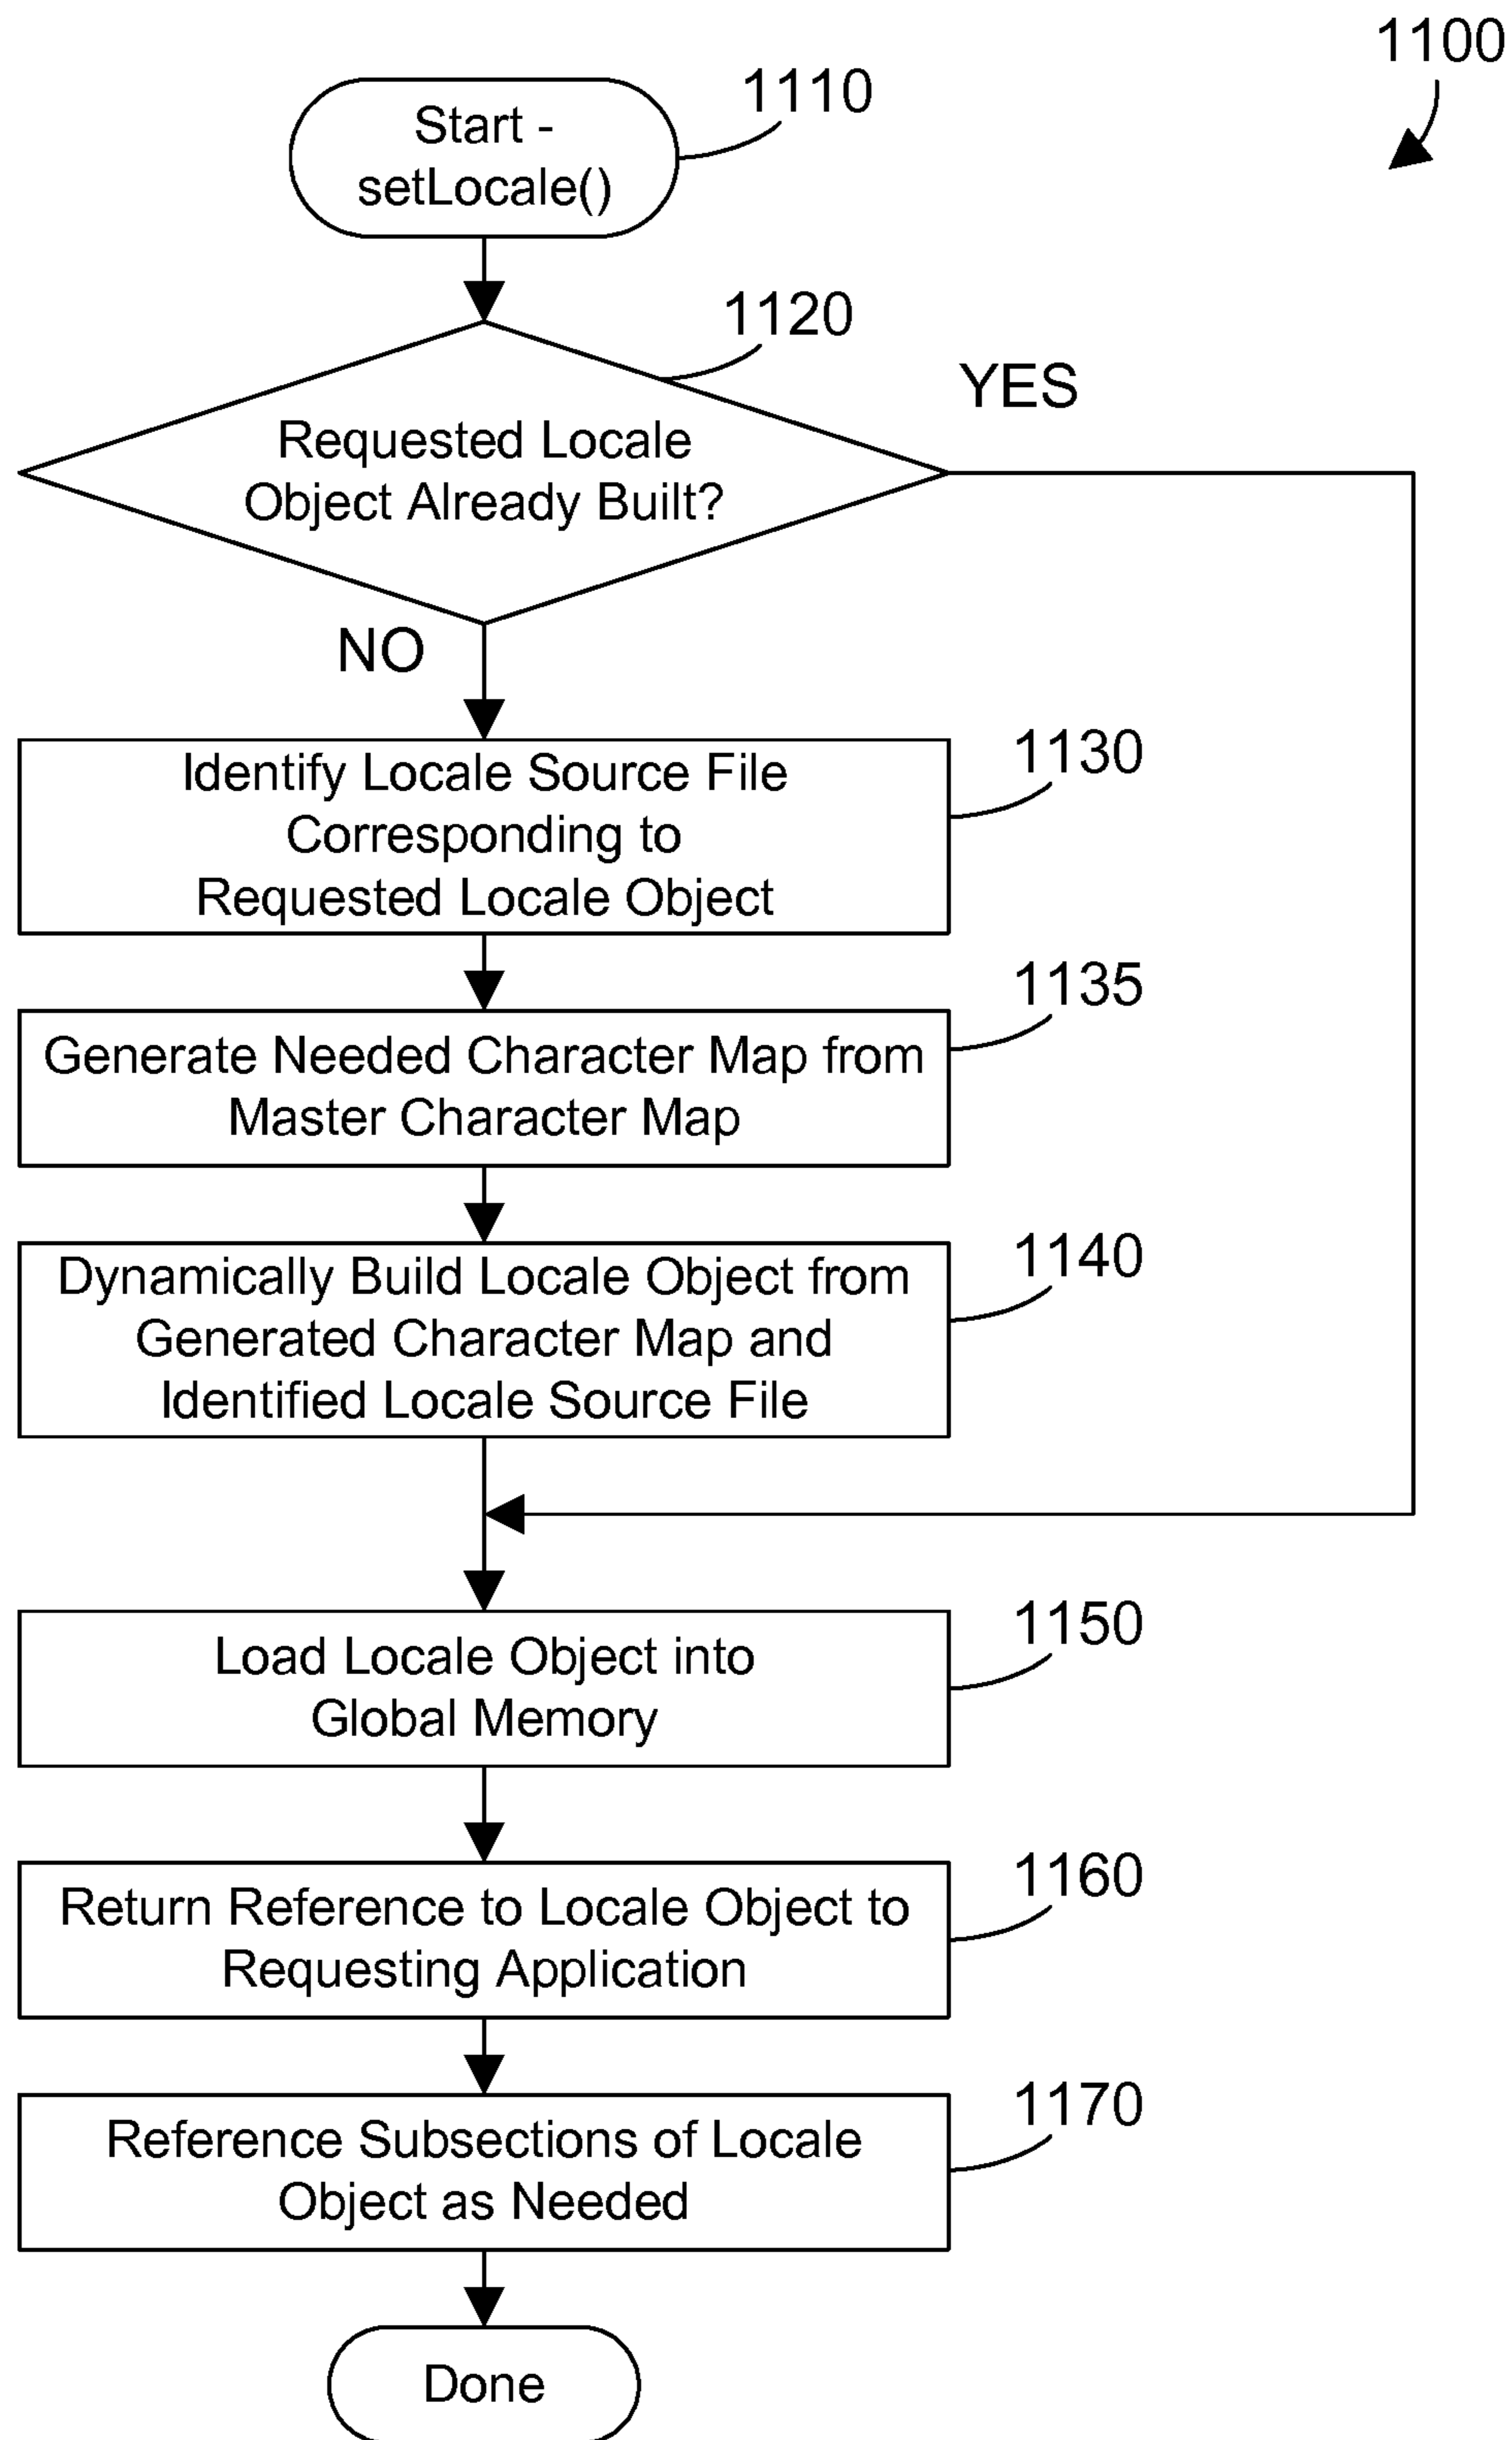 1100
Start -
setLocale()
1110
1120
YES
Requested Locale
Object Already Built?
NO
Identify Locale Source File
Corresponding to
Requested Locale Object
1130
Generate Needed Character Map from
Master Character Map
1135
Dynamically Build Locale Object from
Generated Character Map and
Identified Locale Source File
1140
Load Locale Object into
Global Memory
1150
Return Reference to Locale Object to
Requesting Application
1160
Reference Subsections of Locale
Object as Needed
1170
Done